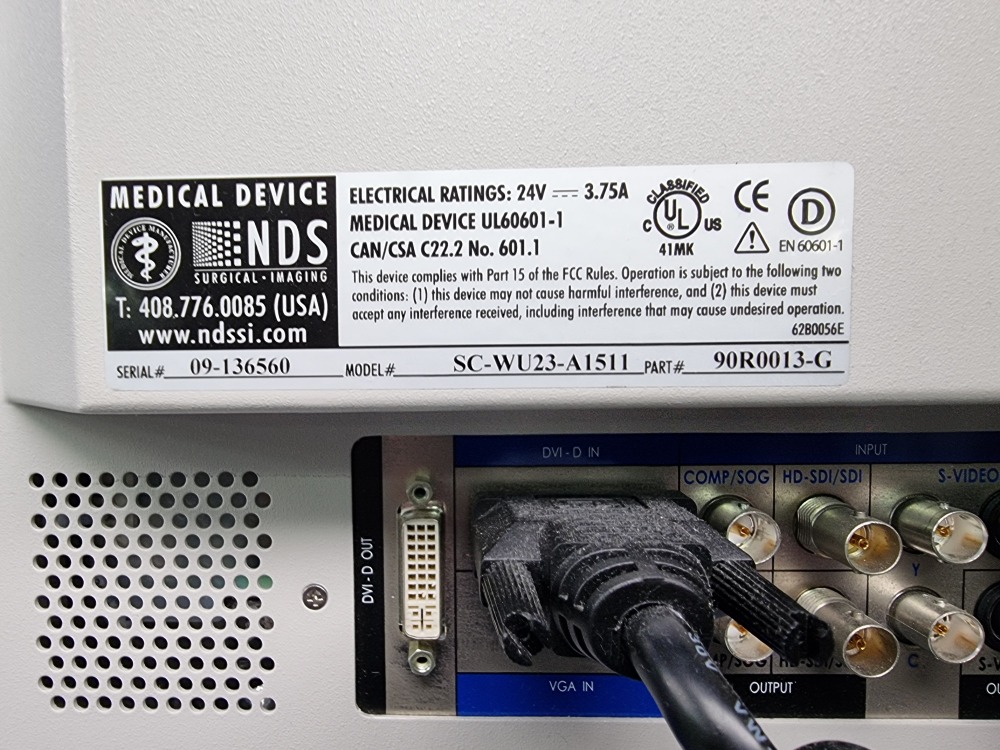 MEDICAL DEVICE
MEDICAL DEVICE MANUFACTURER
NDS
SURGICAL · IMAGING
T: 408.776.0085 (USA)
www.ndssi.com
ELECTRICAL RATINGS: 24V 3.75A
MEDICAL DEVICE UL60601-1
CAN/CSA C22.2 No. 601.1
This device complies with Part 15 of the FCC Rules. Operation is subject to the following two
conditions: (1) this device may not cause harmful interference, and (2) this device must
accept any interference received, including interference that may cause undesired operation.
62B0056E
CLASSIFIED
C UL ® US
41MK
CE
D
EN 60601-1
SERIAL# 09-136560 MODEL# SC-WU23-A1511 PART# 90R0013-G
DVI-D OUT
DVI-D IN
INPUT
COMP/SOG HD-SDI/SDI S-VIDEO
Y
C
VGA IN
OUTPUT